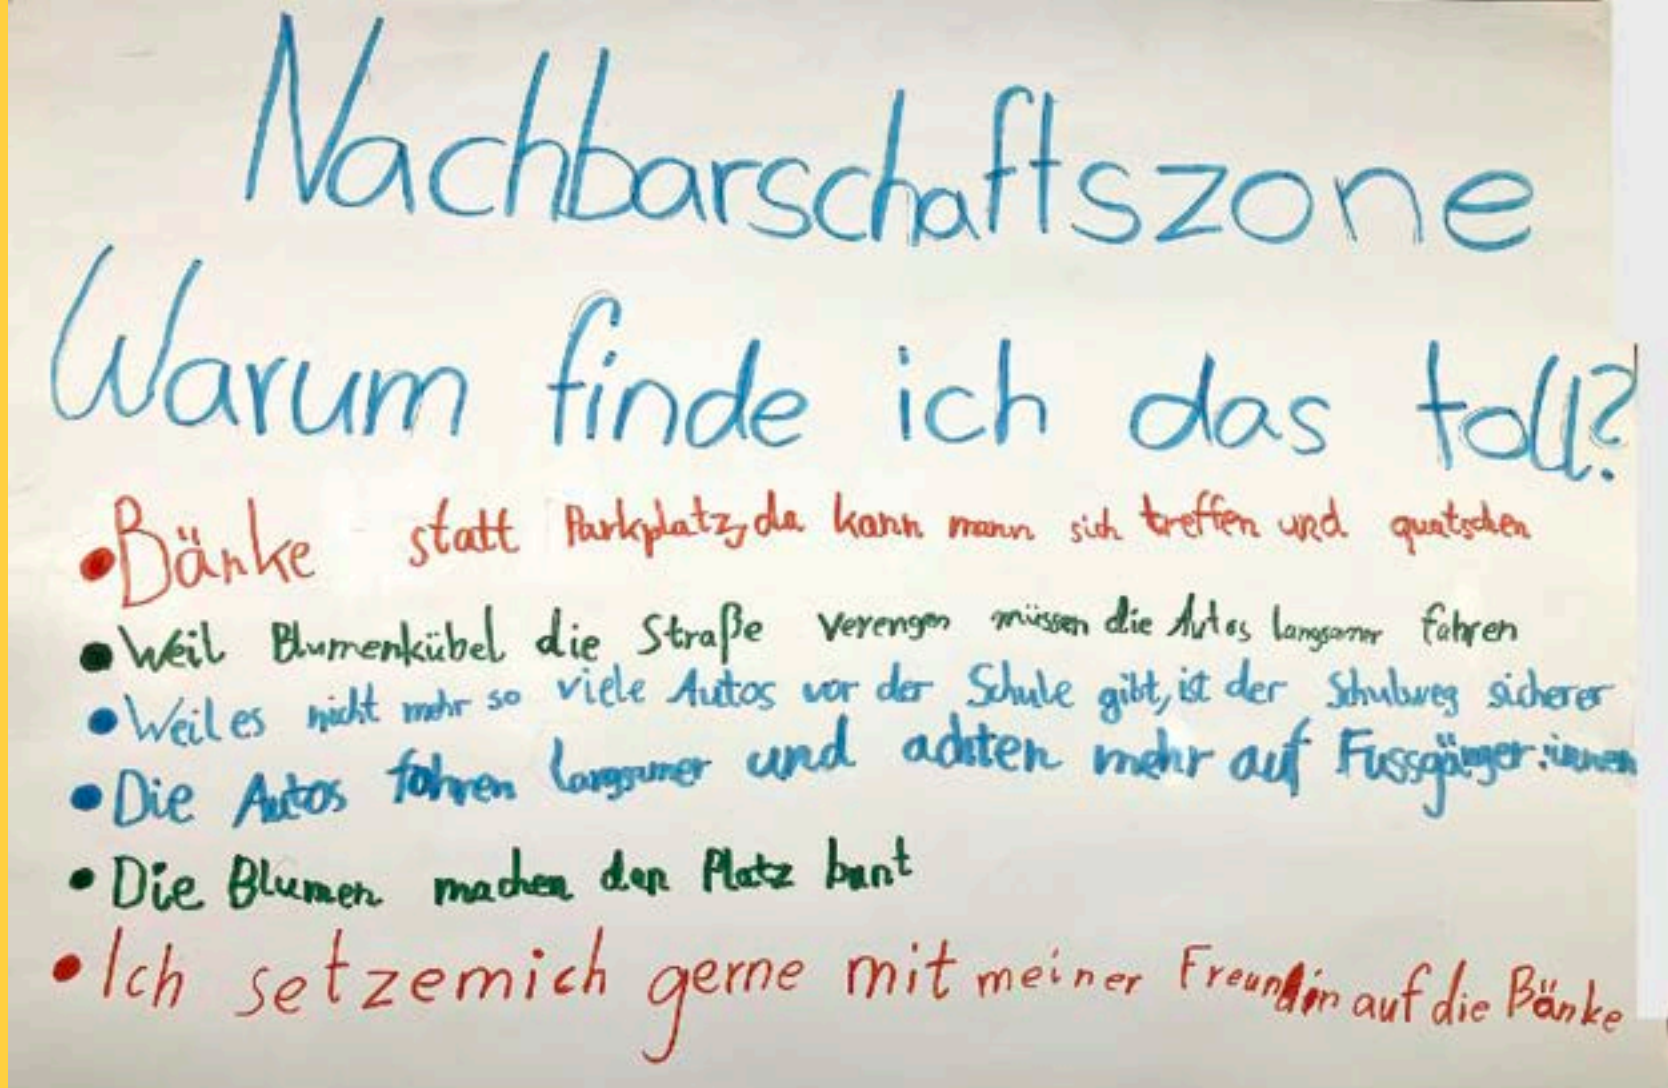 Nachbarschaftszone
Warum finde ich das toll?
• Bänke statt Parkplatz, da kann mann sich treffen und quatschen
• Weil Blumenkübel die Straße verengen müssen die Autos langsamer fahren
• Weil es nicht mehr so viele Autos vor der Schule gibt, ist der Schulweg sicherer
• Die Autos fahren langsamer und achten mehr auf Fussgänger:innen
• Die Blumen machen den Platz bunt
• Ich setzemich gerne mit meiner Freundin auf die Bänke